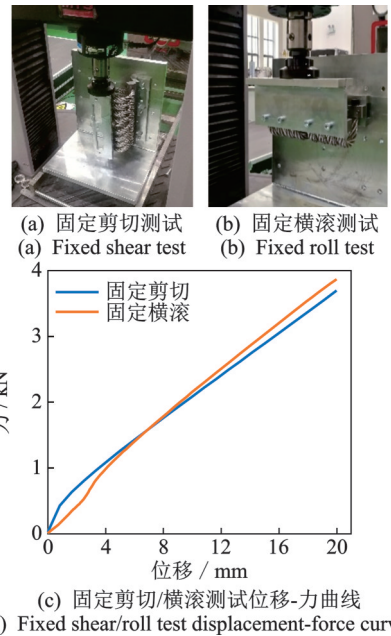 (a) 固定剪切测试
(a) Fixed shear test
(b) 固定横滚测试
(b) Fixed roll test
4
固定剪切
固定横滚
3
2
1
0
/ kN
0 4 8 12 16 20
位移 / mm
(c) 固定剪切/横滚测试位移-力曲线
) Fixed shear/roll test displacement-force curv